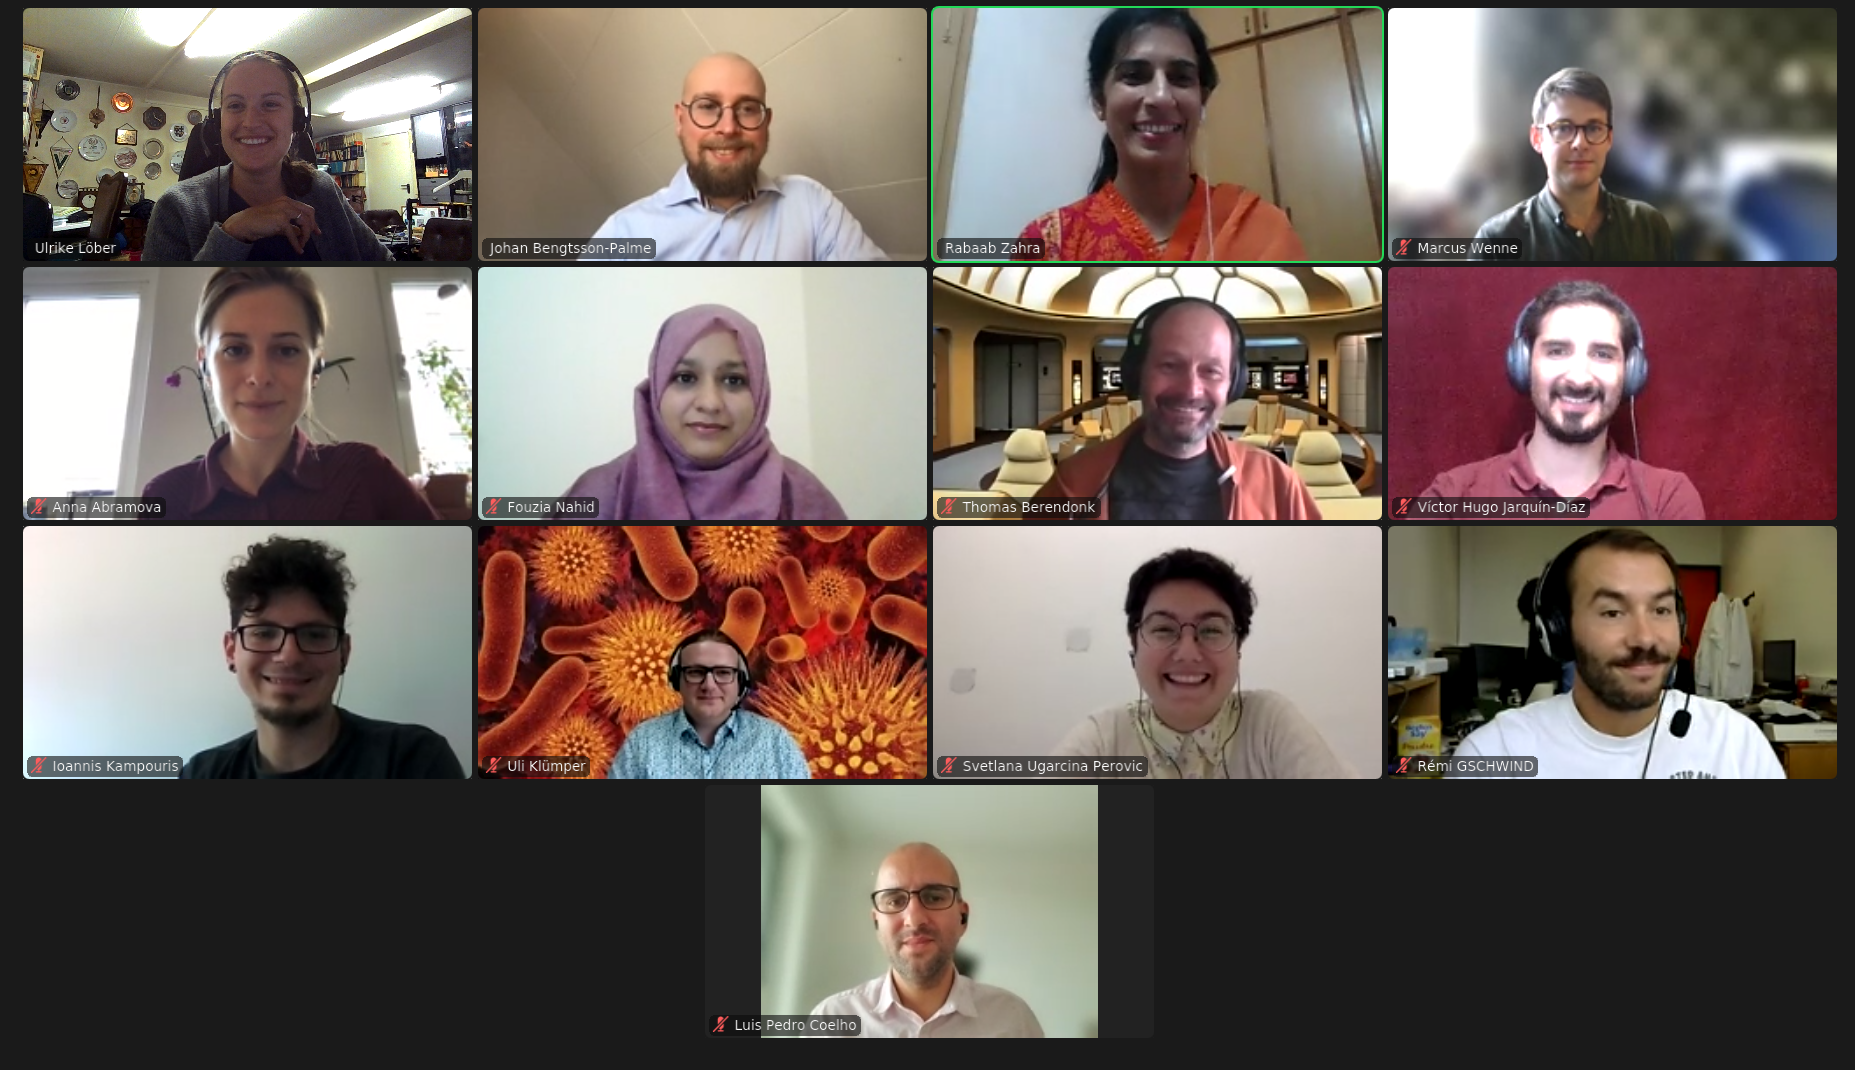 Ulrike Löber
Johan Bengtsson-Palme
Rabaab Zahra
Marcus Wenne
Anna Abramova
Fouzia Nahid
Thomas Berendonk
Víctor Hugo Jarquín-Díaz
Ioannis Kampouris
Uli Klümper
Svetlana Ugarcina Perovic
Rémi GSCHWIND
Luis Pedro Coelho